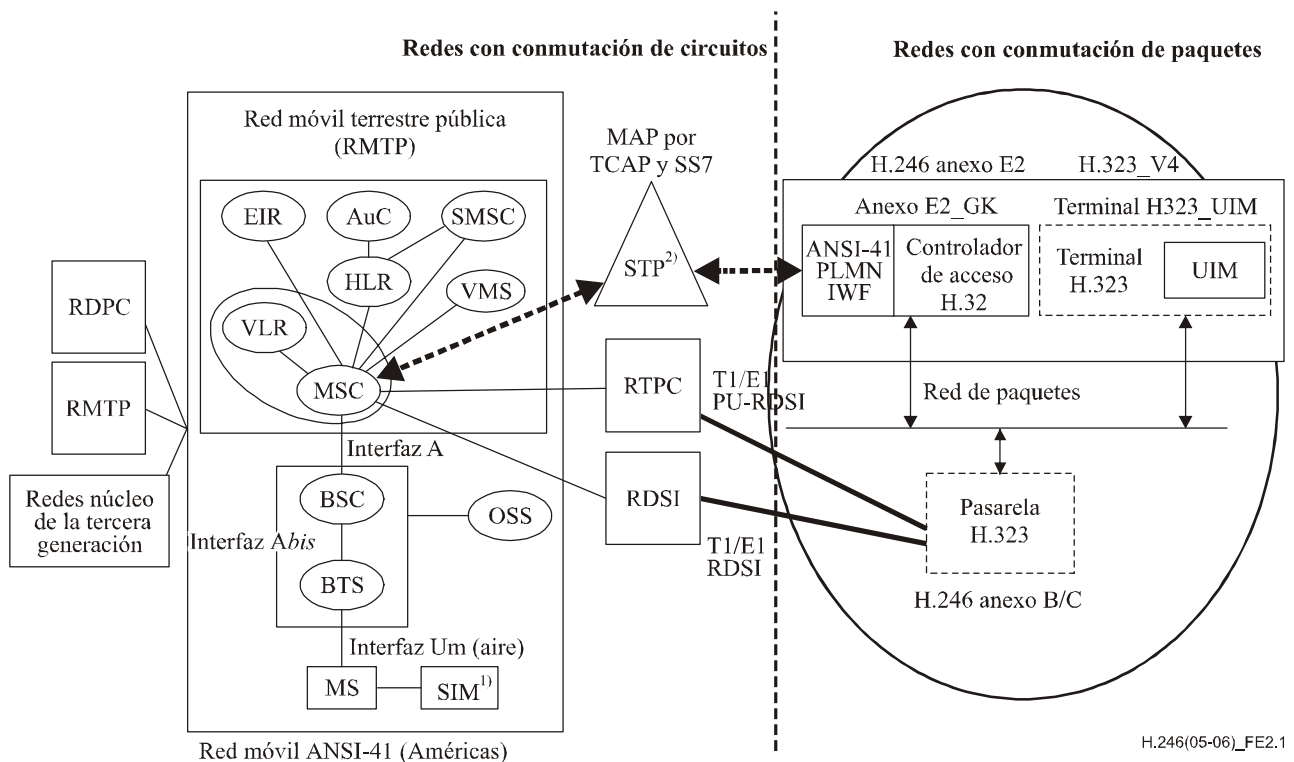 Redes con conmutación de circuitos
Redes con conmutación de paquetes
Red móvil terrestre pública
(RMTP)
MAP por
TCAP y SS7
H.246 anexo E2
H.323_V4
EIR
AuC
SMSC
HLR
VMS
VLR
MSC
STP2)
Anexo E2_GK
Terminal H323_UIM
ANSI-41
PLMN
IWF
Controlador
de acceso
H.32
Terminal
H.323
UIM
RDPC
RMTP
Redes núcleo
de la tercera
generación
RTPC
T1/E1
PU-RDSI
Red de paquetes
Interfaz A
BSC
OSS
Interfaz Abis
BTS
RDSI
T1/E1
RDSI
Pasarela
H.323
H.246 anexo B/C
Interfaz Um (aire)
MS
SIM1)
Red móvil ANSI-41 (Américas)
H.246(05-06)_FE2.1